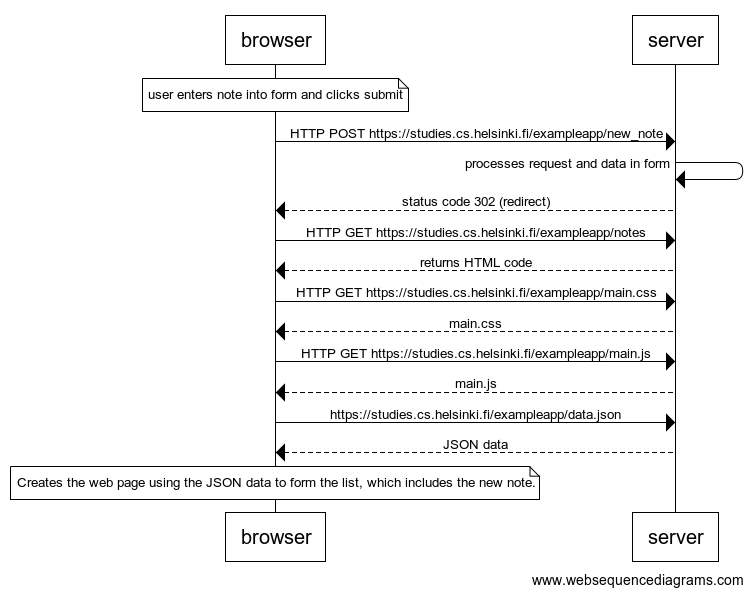 browser
server
user enters note into form and clicks submit
HTTP POST https://studies.cs.helsinki.fi/exampleapp/new_note
processes request and data in form
status code 302 (redirect)
HTTP GET https://studies.cs.helsinki.fi/exampleapp/notes
returns HTML code
HTTP GET https://studies.cs.helsinki.fi/exampleapp/main.css
main.css
HTTP GET https://studies.cs.helsinki.fi/exampleapp/main.js
main.js
https://studies.cs.helsinki.fi/exampleapp/data.json
JSON data
Creates the web page using the JSON data to form the list, which includes the new note.
browser
server
www.websequencediagrams.com